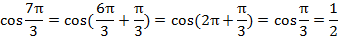 cos 7π/3 = cos(6π/3 + π/3) = cos(2π + π/3) = cos π/3 = 1/2